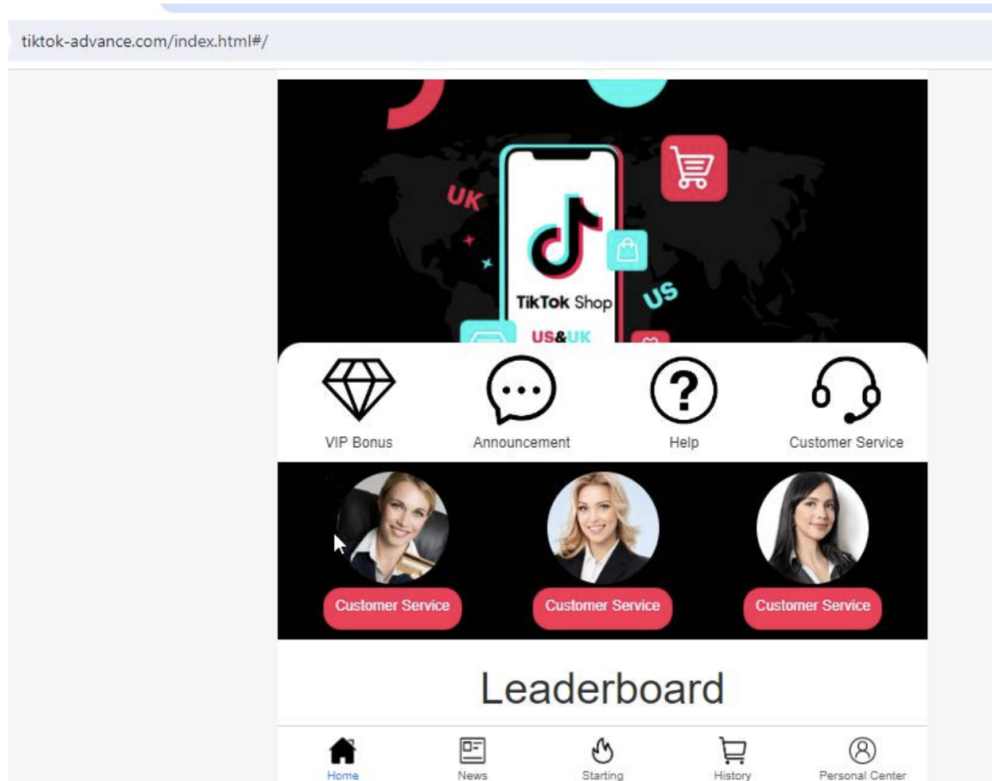 tiktok-advance.com/index.html#/
UK
TikTok Shop
US
US&UK
VIP Bonus
Announcement
Help
Customer Service
Customer Service
Customer Service
Customer Service
Leaderboard
Home
News
Starting
History
Personal Center